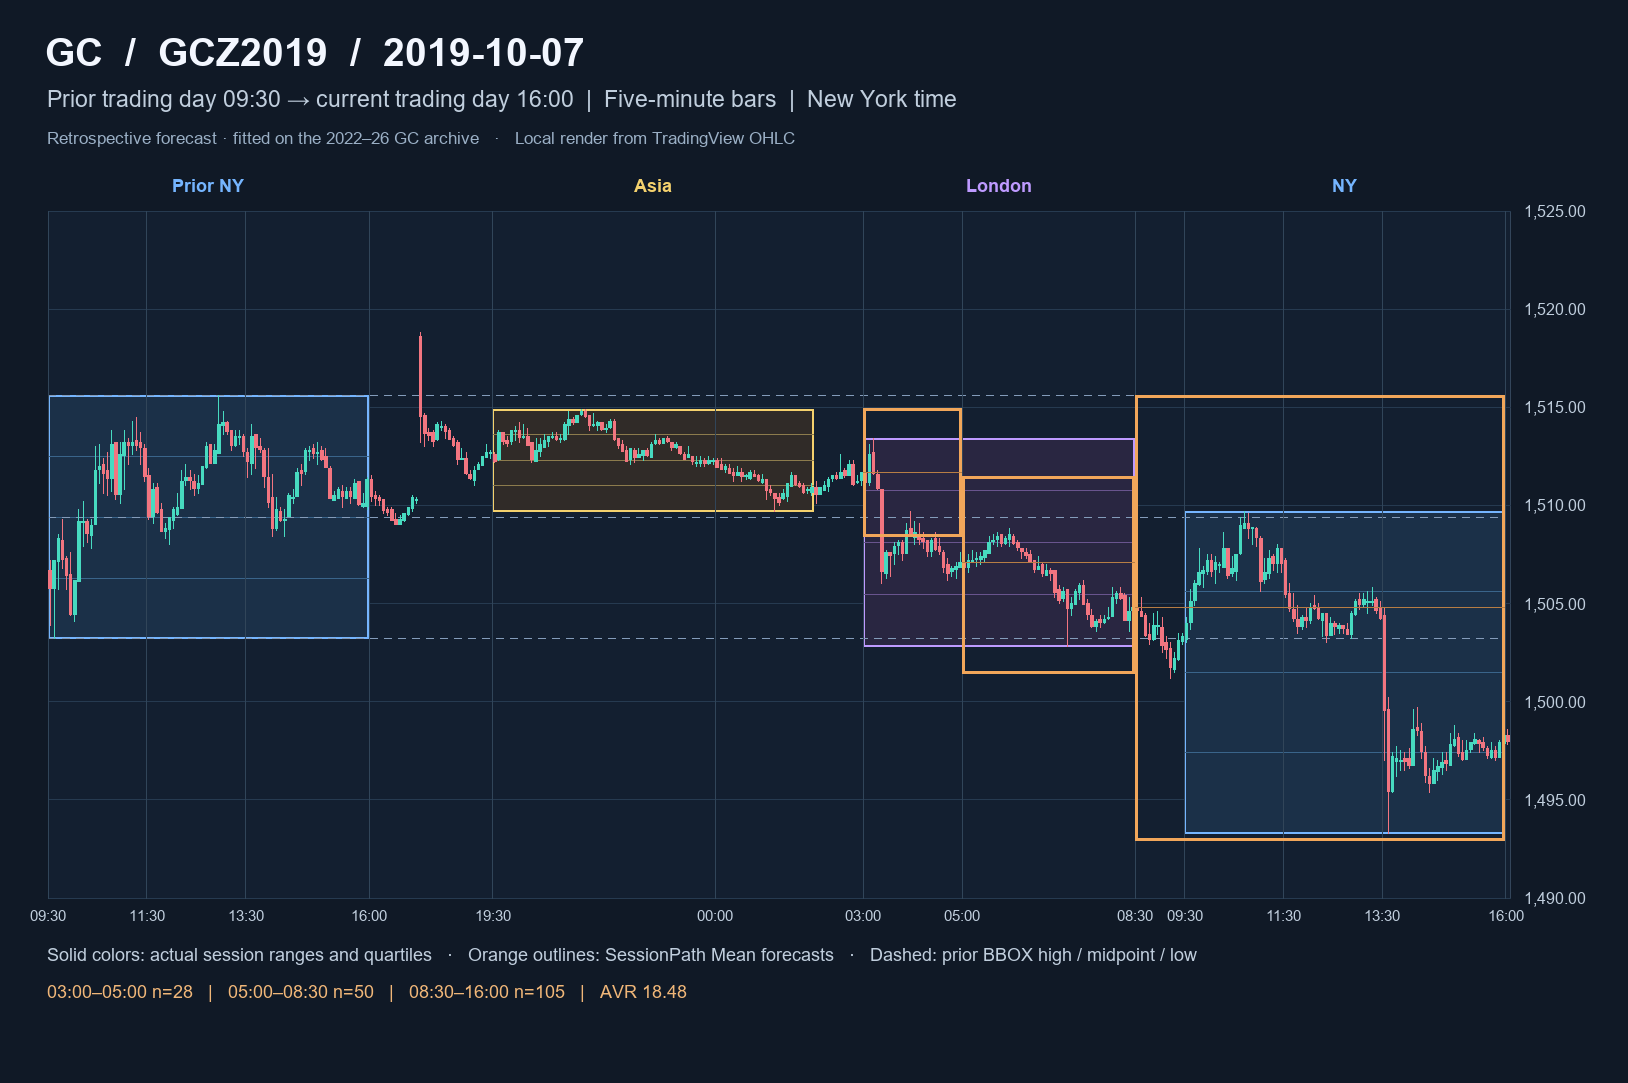 GC / GCZ2019 / 2019-10-07
Prior trading day 09:30 → current trading day 16:00 | Five-minute bars | New York time
Retrospective forecast · fitted on the 2022–26 GC archive · Local render from TradingView OHLC
Prior NY Asia London NY
1,525.00
1,520.00
1,515.00
1,510.00
1,505.00
1,500.00
1,495.00
1,490.00
09:30 11:30 13:30 16:00 19:30 00:00 03:00 05:00 08:30 09:30 11:30 13:30 16:00
Solid colors: actual session ranges and quartiles · Orange outlines: SessionPath Mean forecasts · Dashed: prior BBOX high / midpoint / low
03:00–05:00 n=28 | 05:00–08:30 n=50 | 08:30–16:00 n=105 | AVR 18.48